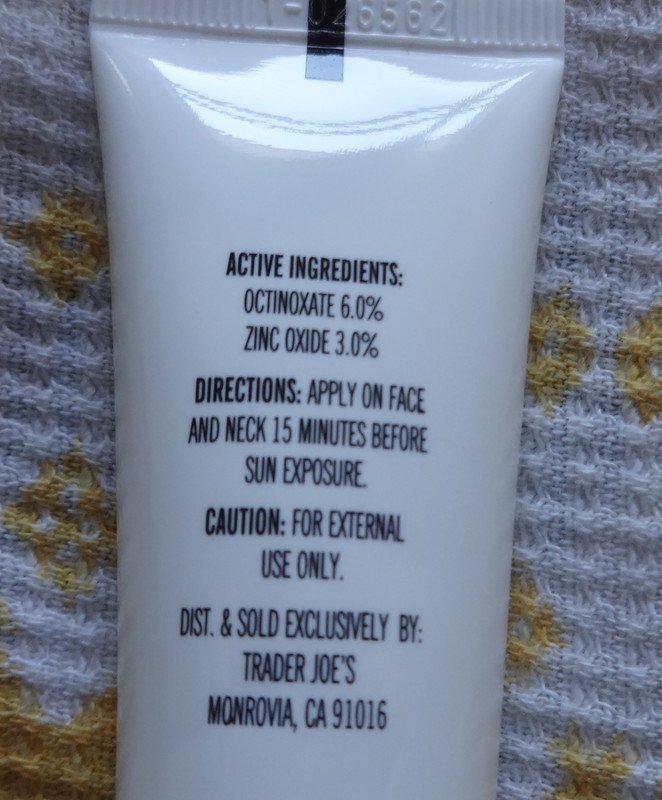 ACTIVE INGREDIENTS:
OCTINOXATE 6.0%
ZINC OXIDE 3.0%
DIRECTIONS: APPLY ON FACE
AND NECK 15 MINUTES BEFORE
SUN EXPOSURE.
CAUTION: FOR EXTERNAL
USE ONLY.
DIST. & SOLD EXCLUSIVELY BY:
TRADER JOE'S
MONROVIA, CA 91016